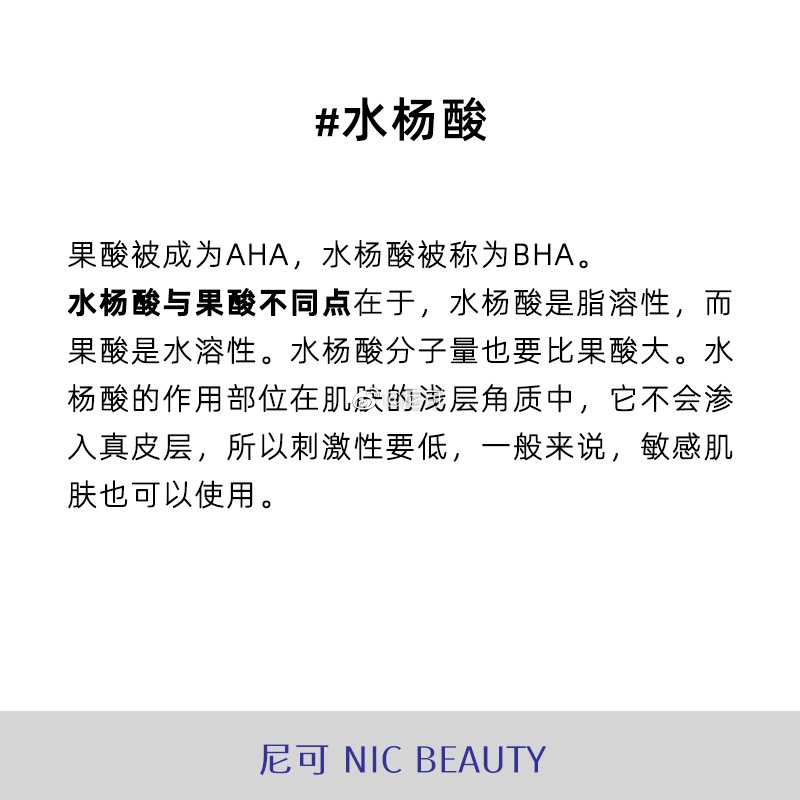 #水杨酸
果酸被成为AHA，水杨酸被称为BHA。
水杨酸与果酸不同点在于，水杨酸是脂溶性，而
果酸是水溶性。水杨酸分子量也要比果酸大。水
杨酸的作用部位在肌肤的浅层角质中，它不会渗
入真皮层，所以刺激性要低，一般来说，敏感肌
肤也可以使用。
尼可 NIC BEAUTY